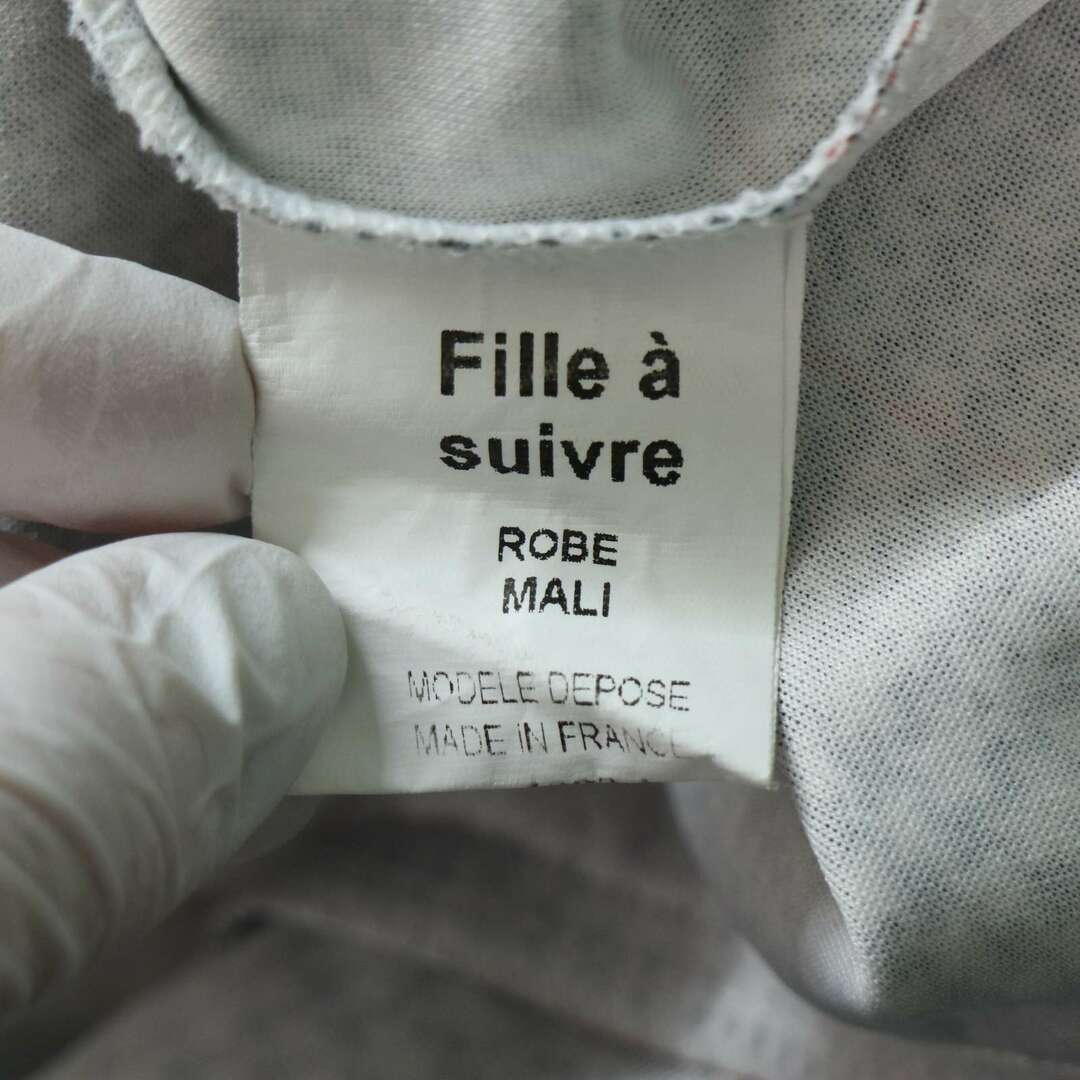 Fille à
suivre
ROBE
MALI
MODELE DEPOSE
MADE IN FRANCE